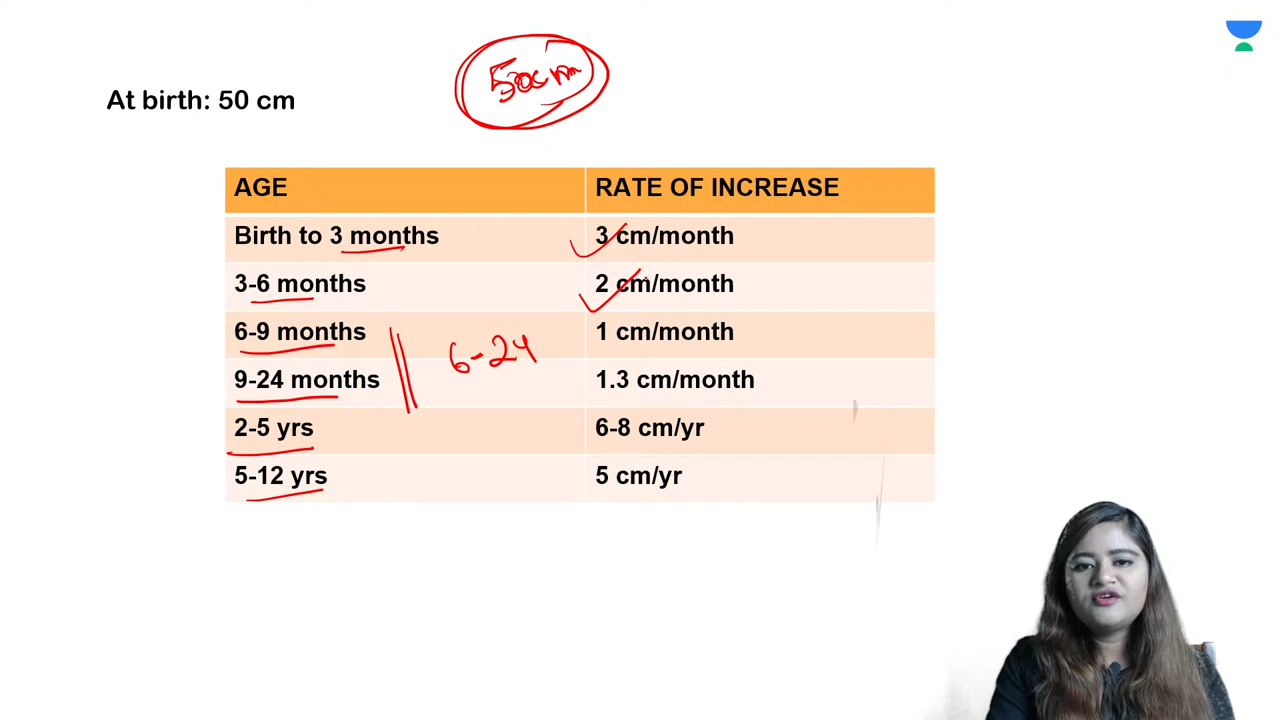 50cm
At birth: 50 cm
AGE RATE OF INCREASE
Birth to 3 months 3 cm/month
3-6 months 2 cm/month
6-9 months 1 cm/month
6-24
9-24 months 1.3 cm/month
2-5 yrs 6-8 cm/yr
5-12 yrs 5 cm/yr